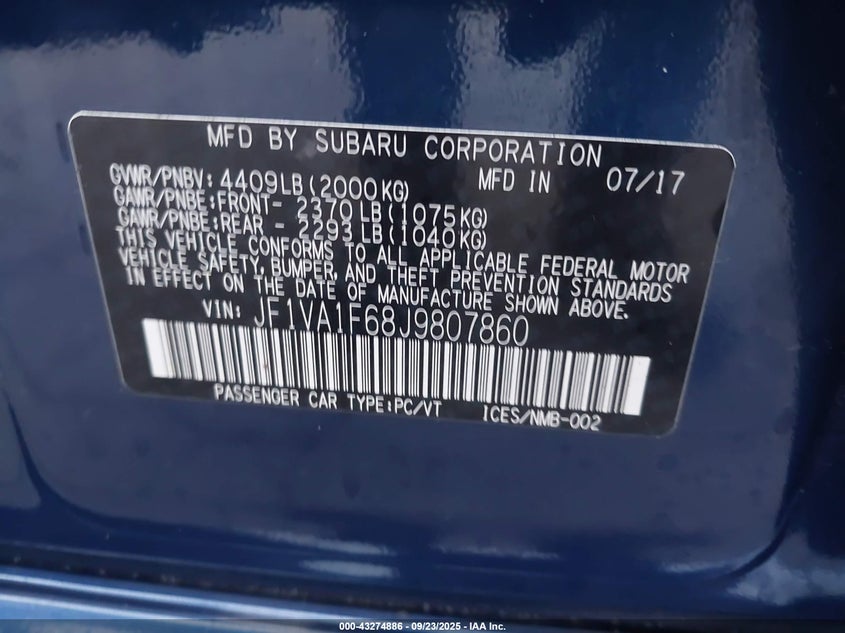 MFD BY SUBARU CORPORATION
GVWR/PNBV: 4409LB(2000KG) MFD IN 07/17
GAWR/PNBE:FRONT- 2370LB(1075KG)
GAWR/PNBE:REAR - 2293LB(1040KG)
THIS VEHICLE CONFORMS TO ALL APPLICABLE FEDERAL MOTOR
VEHICLE SAFETY, BUMPER, AND THEFT PREVENTION STANDARDS
IN EFFECT ON THE DATE OF MANUFACTURE SHOWN ABOVE.
VIN: JF1VA1F68J9807860
PASSENGER CAR TYPE:PC/VT ICES/NMB-002
000-43274886 - 09/23/2025 - IAA Inc.